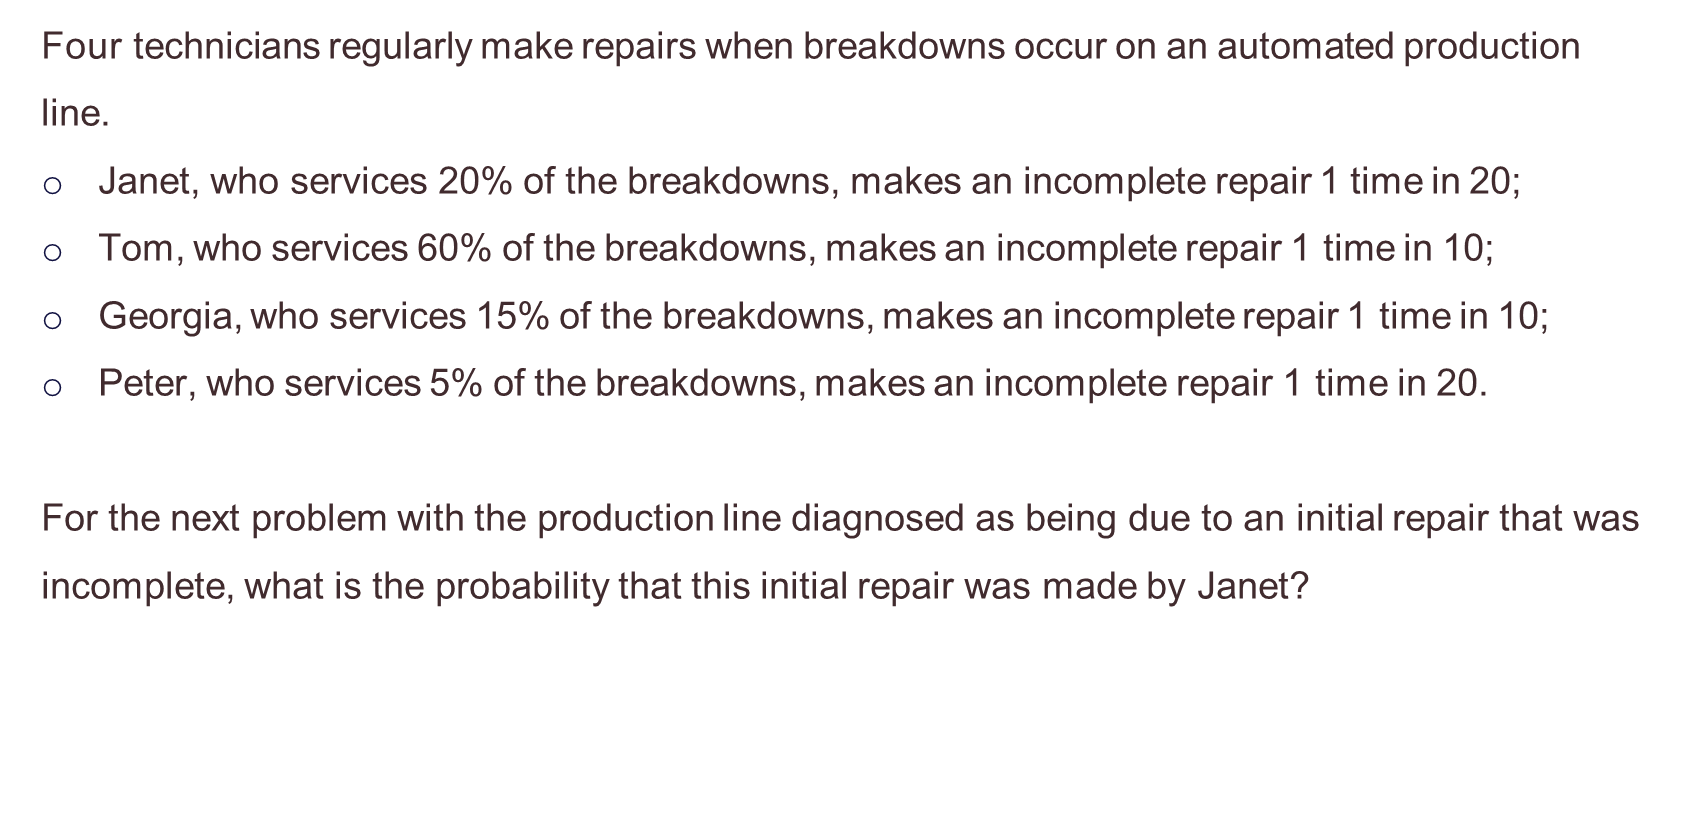 Four technicians regularly make repairs when breakdowns occur on an automated production
line.
o Janet, who services 20% of the breakdowns, makes an incomplete repair 1 time in 20;
o Tom, who services 60% of the breakdowns, makes an incomplete repair 1 time in 10;
o Georgia, who services 15% of the breakdowns, makes an incomplete repair 1 time in 10;
o Peter, who services 5% of the breakdowns, makes an incomplete repair 1 time in 20.
For the next problem with the production line diagnosed as being due to an initial repair that was
incomplete, what is the probability that this initial repair was made by Janet?